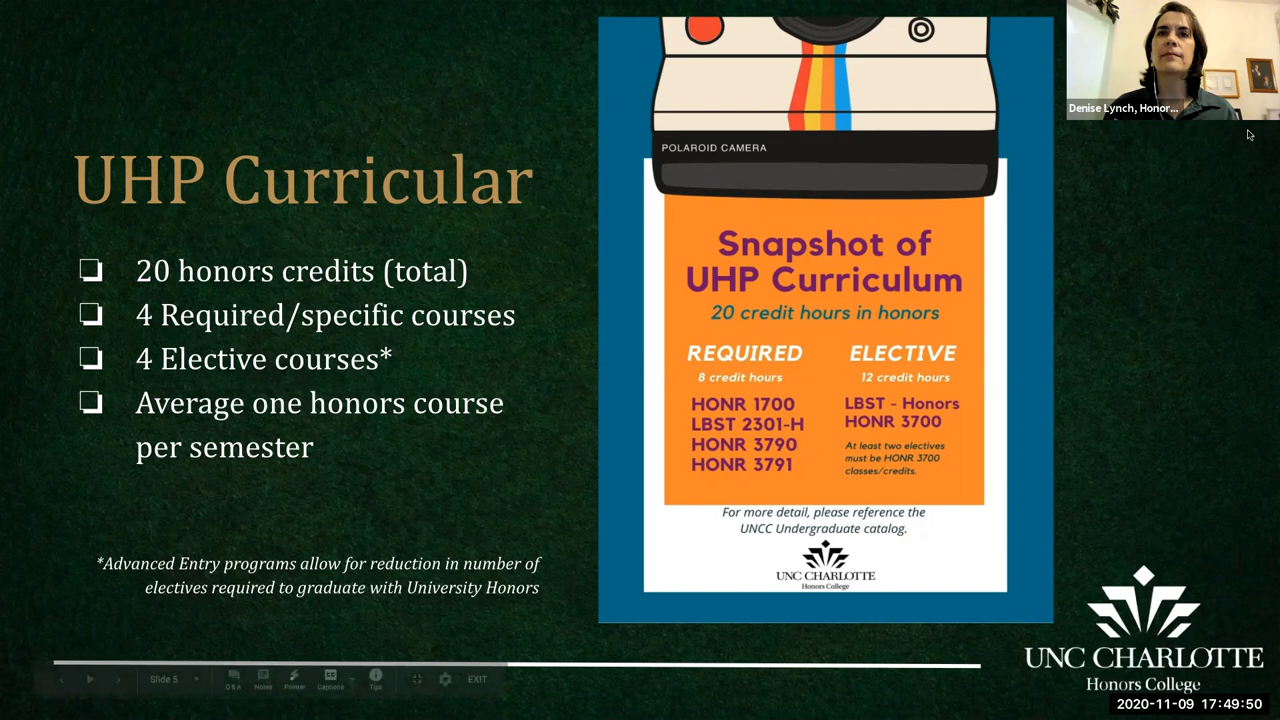 UHP Curricular
❏ 20 honors credits (total)
❏ 4 Required/specific courses
❏ 4 Elective courses*
❏ Average one honors course
per semester
*Advanced Entry programs allow for reduction in number of
electives required to graduate with University Honors
POLAROID CAMERA
Snapshot of
UHP Curriculum
20 credit hours in honors
REQUIRED
8 credit hours
HONR 1700
LBST 2301-H
HONR 3790
HONR 3791
ELECTIVE
12 credit hours
LBST - Honors
HONR 3700
At least two electives
must be HONR 3700
classes/credits.
For more detail, please reference the
UNCC Undergraduate catalog.
UNC CHARLOTTE
Honors College
Denise Lynch, Honor...
UNC CHARLOTTE
Honors College
Slide 5
Q & A
Notes
Pointer
Captions
Tips
EXIT
2020-11-09 17:49:50